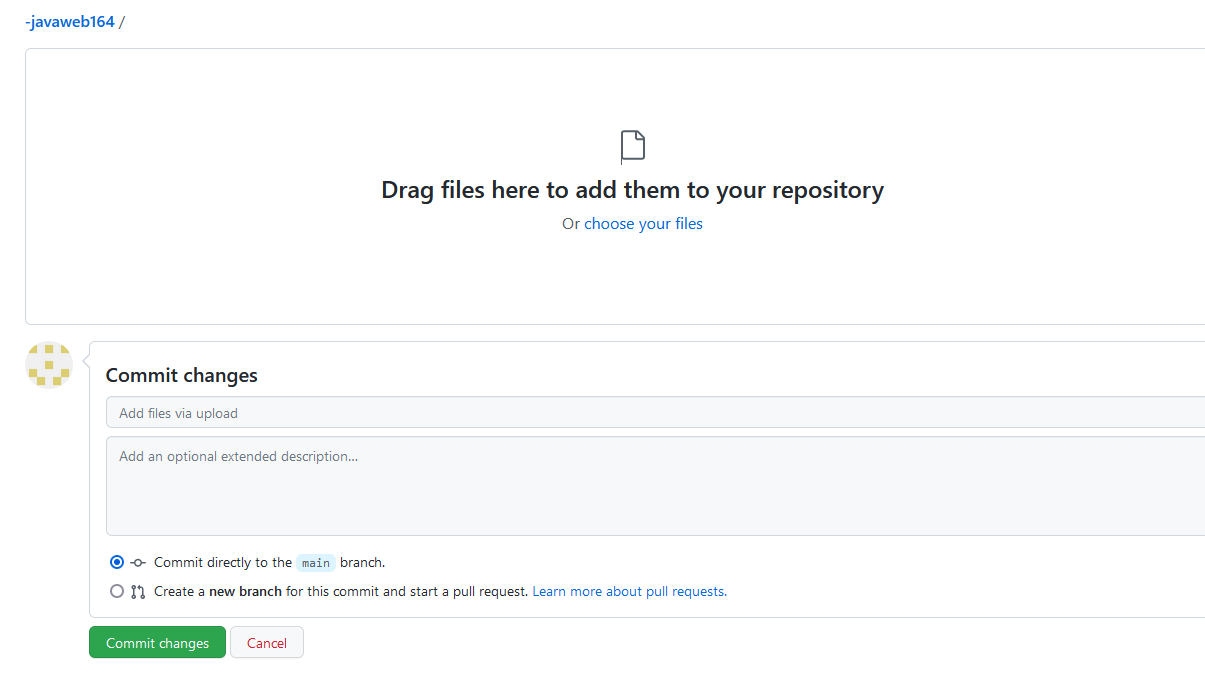 -javaweb164 /
Drag files here to add them to your repository
Or choose your files
Commit changes
Add files via upload
Add an optional extended description...
Commit directly to the main branch.
Create a new branch for this commit and start a pull request. Learn more about pull requests.
Commit changes Cancel